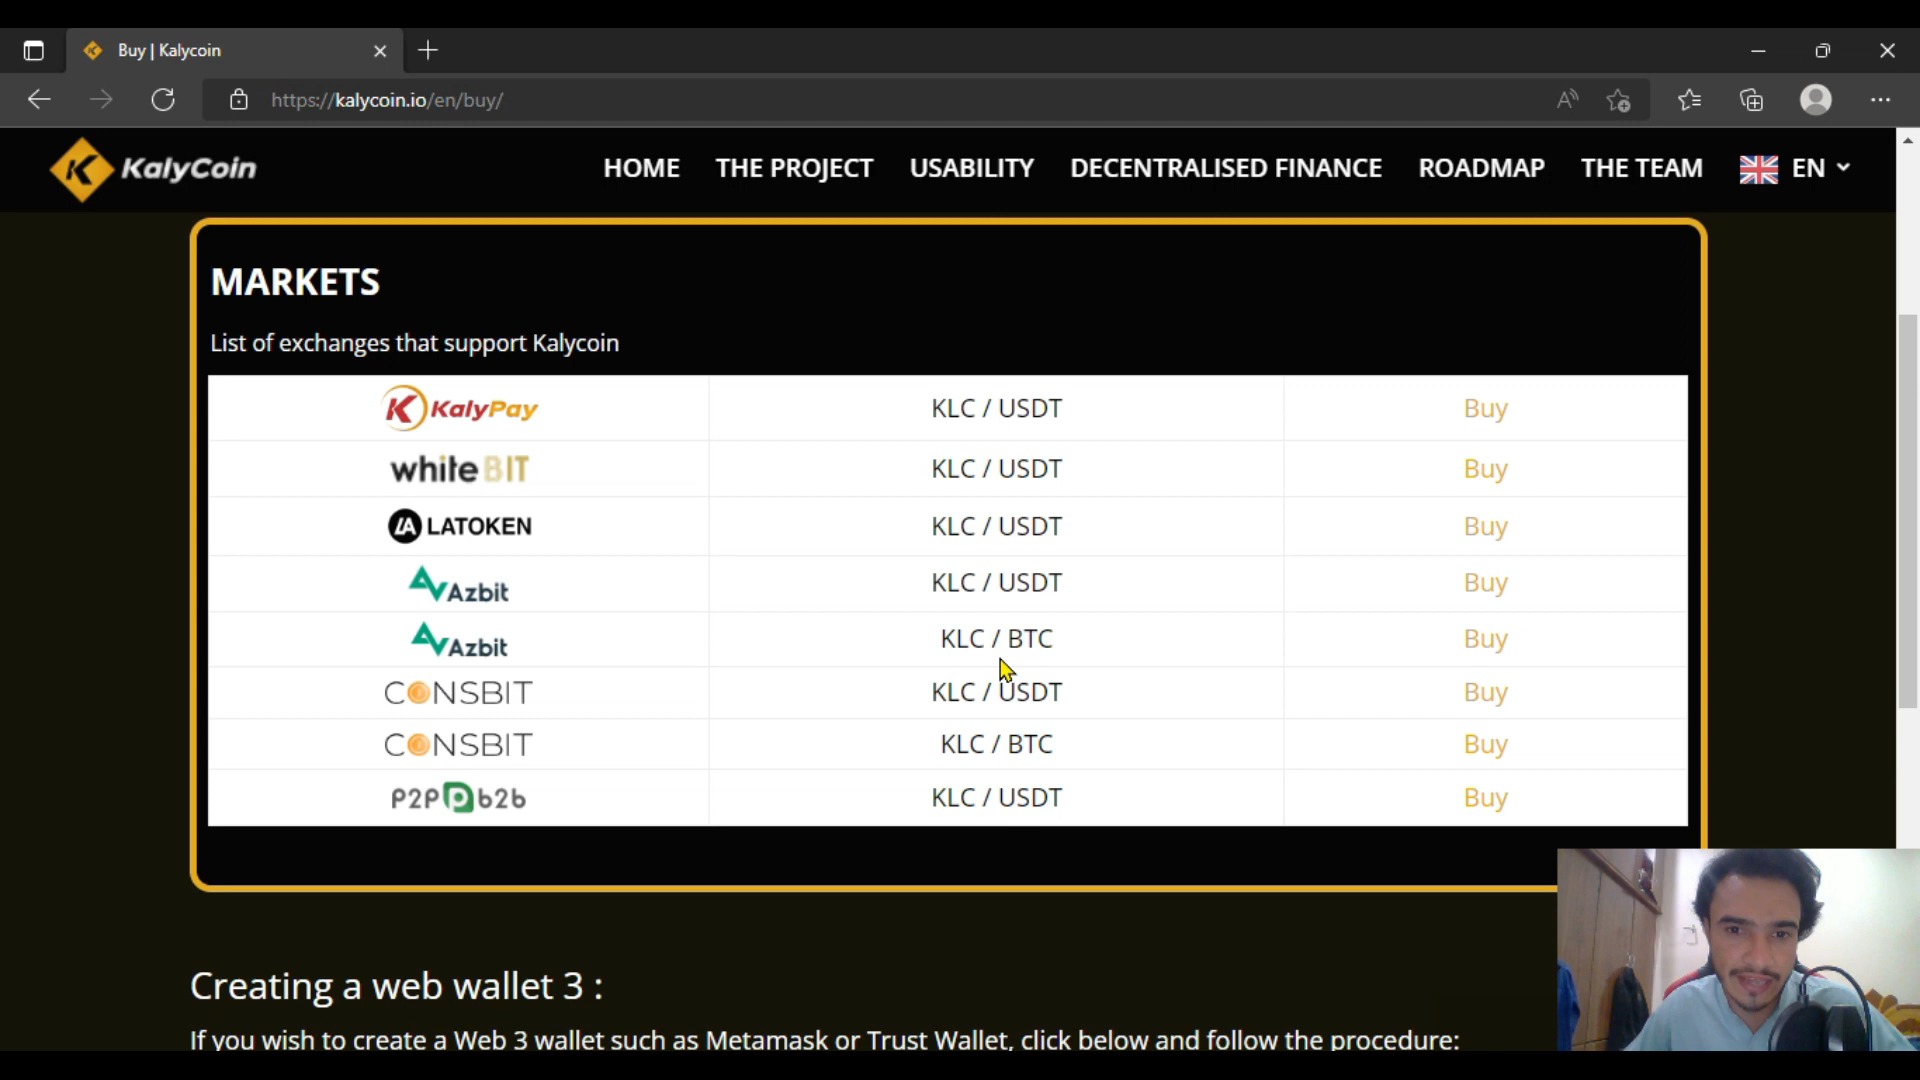 Buy | Kalycoin
https://kalycoin.io/en/buy/
KalyCoin HOME THE PROJECT USABILITY DECENTRALISED FINANCE ROADMAP THE TEAM EN
MARKETS
List of exchanges that support Kalycoin
KalyPay KLC / USDT Buy
whiteBIT KLC / USDT Buy
LATOKEN KLC / USDT Buy
Azbit KLC / USDT Buy
Azbit KLC / BTC Buy
CONSBIT KLC / USDT Buy
CONSBIT KLC / BTC Buy
P2P b2b KLC / USDT Buy
Creating a web wallet 3 :
If you wish to create a Web 3 wallet such as Metamask or Trust Wallet, click below and follow the procedure: